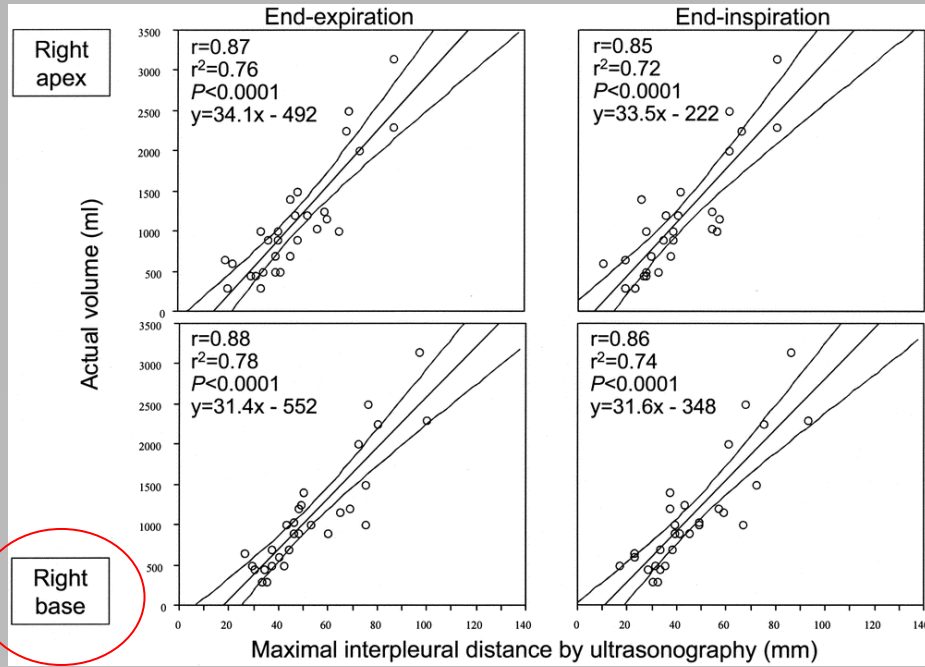 End-expiration
End-inspiration
Right
apex
3500
3000
2500
2000
1500
1000
500
0
r=0.87
r²=0.76
P<0.0001
y=34.1x - 492
r=0.85
r²=0.72
P<0.0001
y=33.5x - 222
Actual volume (ml)
Right
base
3500
3000
2500
2000
1500
1000
500
0
r=0.88
r²=0.78
P<0.0001
y=31.4x - 552
r=0.86
r²=0.74
P<0.0001
y=31.6x - 348
0 20 40 60 80 100 120 140
0 20 40 60 80 100 120 140
Maximal interpleural distance by ultrasonography (mm)